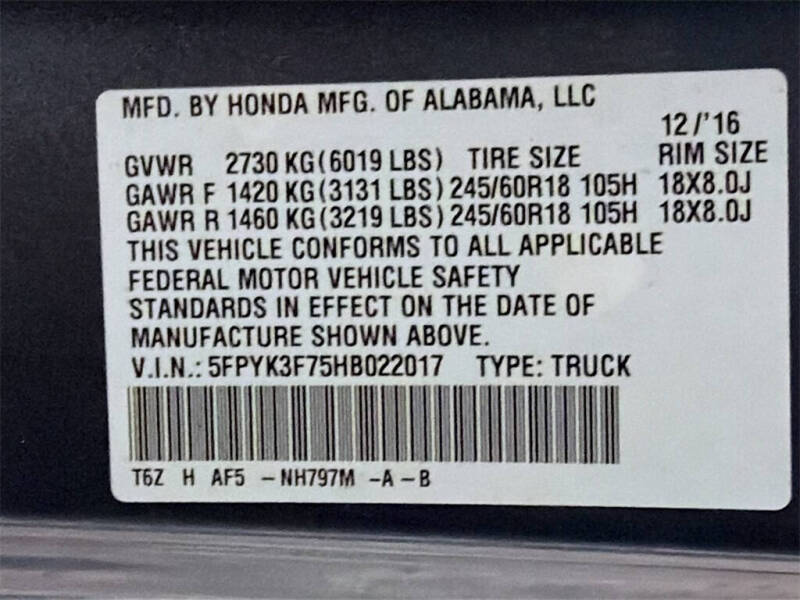 MFD. BY HONDA MFG. OF ALABAMA, LLC
12/'16
GVWR 2730 KG(6019 LBS) TIRE SIZE RIM SIZE
GAWR F 1420 KG(3131 LBS) 245/60R18 105H 18X8.0J
GAWR R 1460 KG(3219 LBS) 245/60R18 105H 18X8.0J
THIS VEHICLE CONFORMS TO ALL APPLICABLE
FEDERAL MOTOR VEHICLE SAFETY
STANDARDS IN EFFECT ON THE DATE OF
MANUFACTURE SHOWN ABOVE.
V.I.N.: 5FPYK3F75HB022017 TYPE: TRUCK
T6Z H AF5 -NH797M -A -B